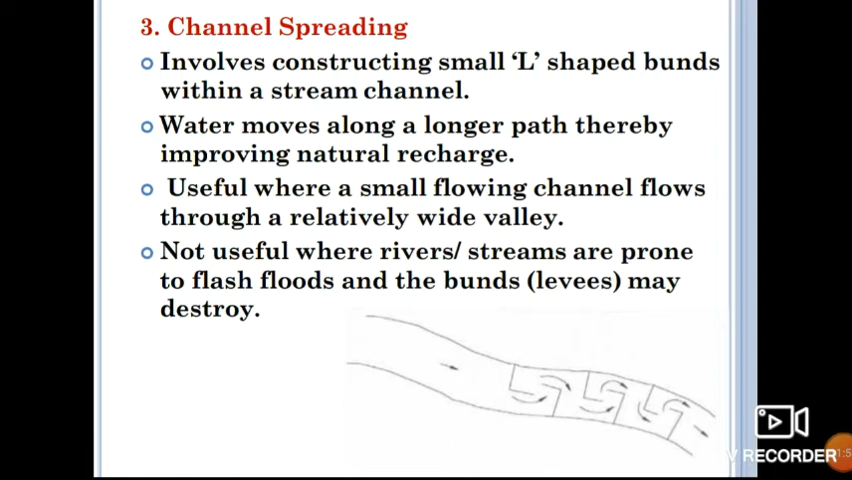 3. Channel Spreading
Involves constructing small ‘L’ shaped bunds
within a stream channel.
Water moves along a longer path thereby
improving natural recharge.
Useful where a small flowing channel flows
through a relatively wide valley.
Not useful where rivers/ streams are prone
to flash floods and the bunds (levees) may
destroy.
V RECORDER